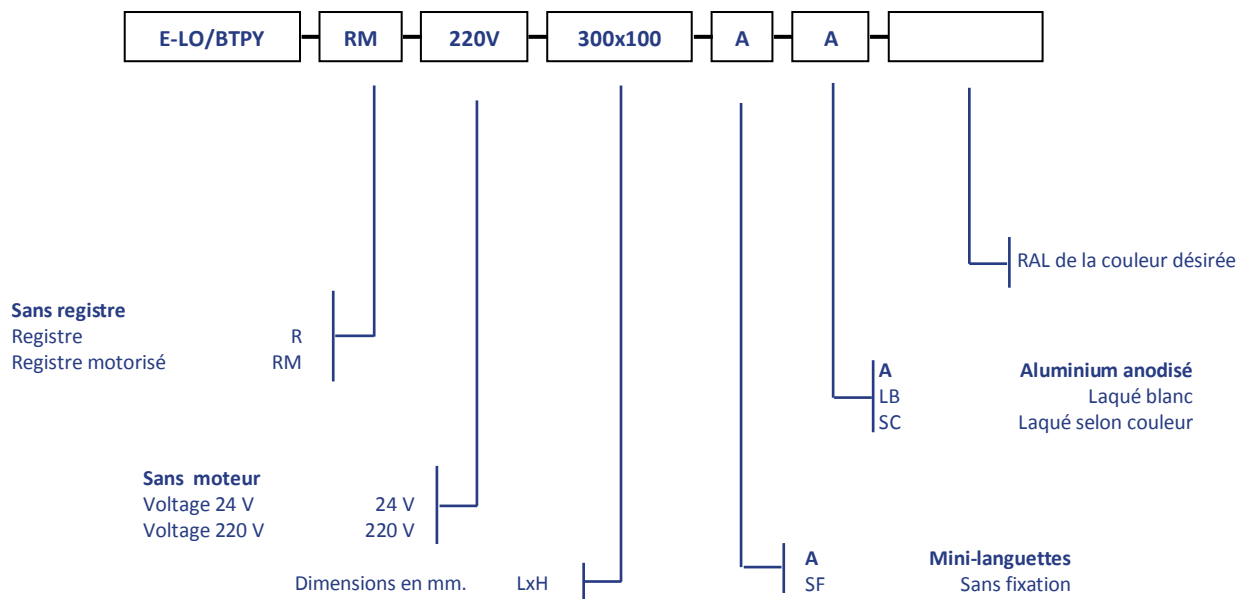 E-LO/BTPY RM 220V 300x100 A A
RAL de la couleur désirée
Sans registre
Registre R
Registre motorisé RM
A Aluminium anodisé
LB Laqué blanc
SC Laqué selon couleur
Sans moteur
Voltage 24 V 24 V
Voltage 220 V 220 V
A Mini-languettes
SF Sans fixation
Dimensions en mm. LxH